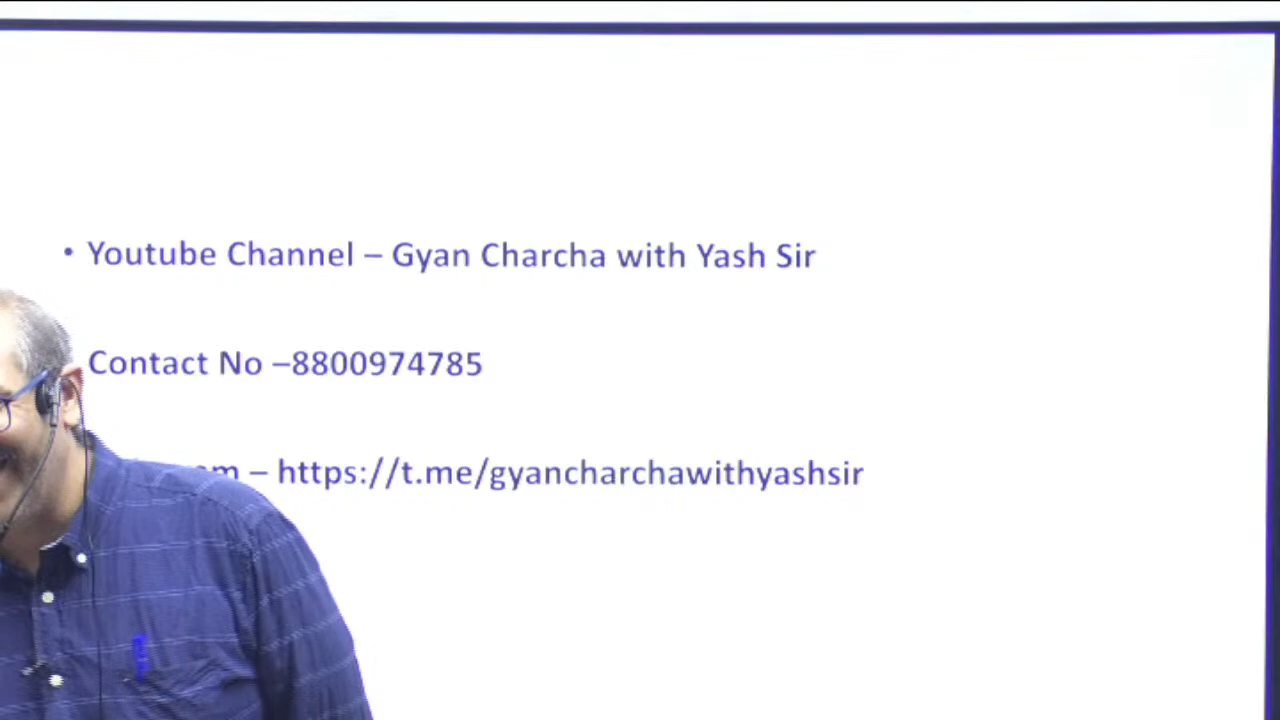 • Youtube Channel – Gyan Charcha with Yash Sir
Contact No –8800974785
– https://t.me/gyancharchawithyashsir